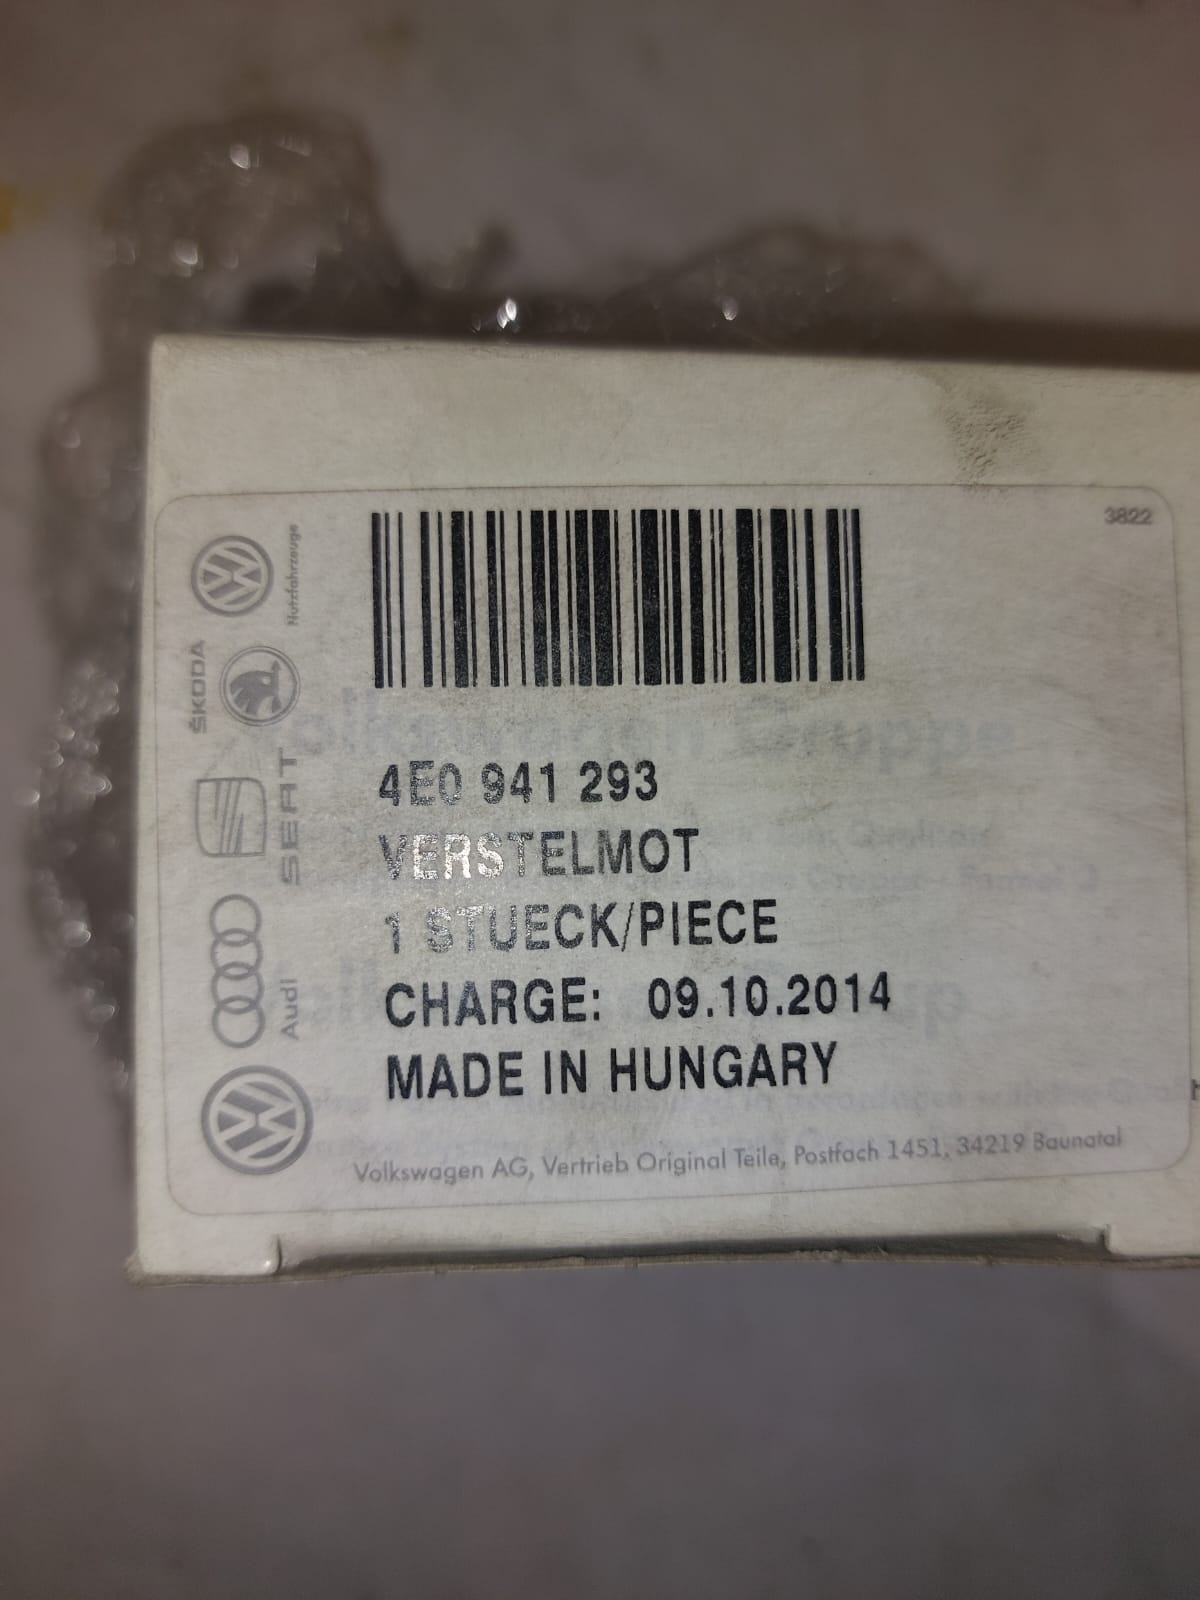 3822
Nutzfahrzeuge
ŠKODA
SEAT
Audi
4E0 941 293
VERSTELMOT
1 STUECK/PIECE
CHARGE: 09.10.2014
MADE IN HUNGARY
Volkswagen AG, Vertrieb Original Teile, Postfach 1451, 34219 Baunatal